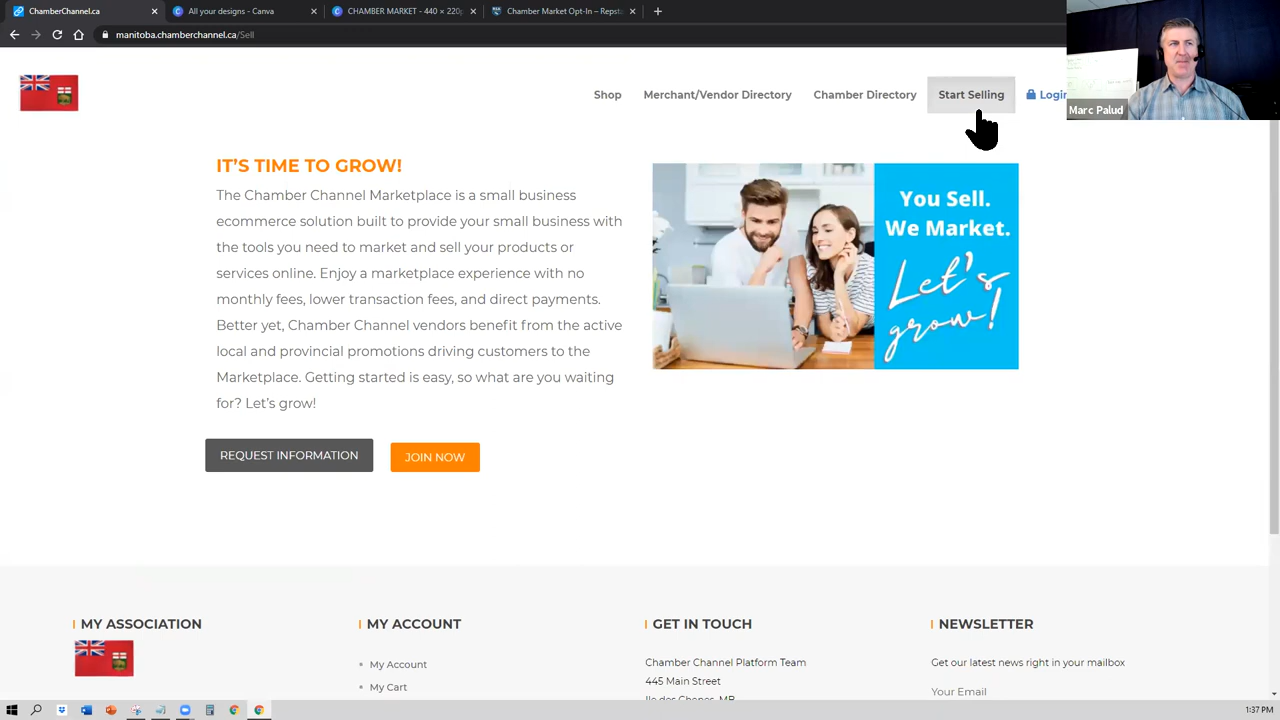 ChamberChannel.ca
All your designs - Canva
CHAMBER MARKET - 440 × 220p
Chamber Market Opt-In – Repsta
manitoba.chamberchannel.ca/Sell
Shop
Merchant/Vendor Directory
Chamber Directory
Start Selling
Login
Marc Palud
IT'S TIME TO GROW!
The Chamber Channel Marketplace is a small business
ecommerce solution built to provide your small business with
the tools you need to market and sell your products or
services online. Enjoy a marketplace experience with no
monthly fees, lower transaction fees, and direct payments.
Better yet, Chamber Channel vendors benefit from the active
local and provincial promotions driving customers to the
Marketplace. Getting started is easy, so what are you waiting
for? Let's grow!
You Sell.
We Market.
Let's
grow!
REQUEST INFORMATION
JOIN NOW
MY ASSOCIATION
MY ACCOUNT
My Account
My Cart
GET IN TOUCH
Chamber Channel Platform Team
445 Main Street
Ile des Chenes, MB
NEWSLETTER
Get our latest news right in your mailbox
Your Email
1:37 PM